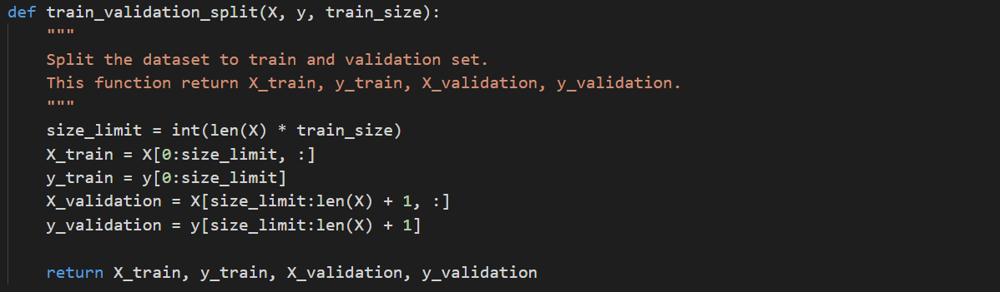 def train_validation_split(X, y, train_size):
    """
    Split the dataset to train and validation set.
    This function return X_train, y_train, X_validation, y_validation.
    """
    size_limit = int(len(X) * train_size)
    X_train = X[0:size_limit, :]
    y_train = y[0:size_limit]
    X_validation = X[size_limit:len(X) + 1, :]
    y_validation = y[size_limit:len(X) + 1]

    return X_train, y_train, X_validation, y_validation